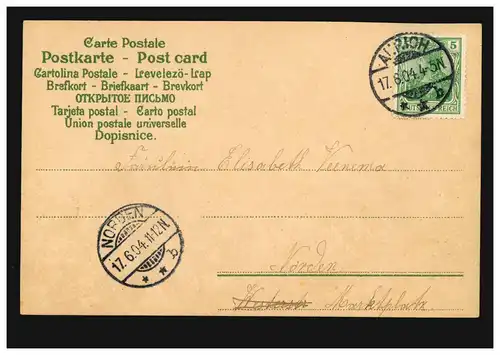 Carte Postale
Postkarte - Post card
Cartolina Postale - Levelezö-Lap
Brefkort - Briefkaart - Brevkort
ОТКРЫТОЕ ПИСЬМО
Tarjeta postal - Carto postal
Union postale universelle
Dopisnice.
AURICH
17.6.04.4-5N
* * b
5
REICH
Fräulein Elisabeth Veenema
NORDEN
17.6.04.11-12N.
* * a
Norden
Marktplatz